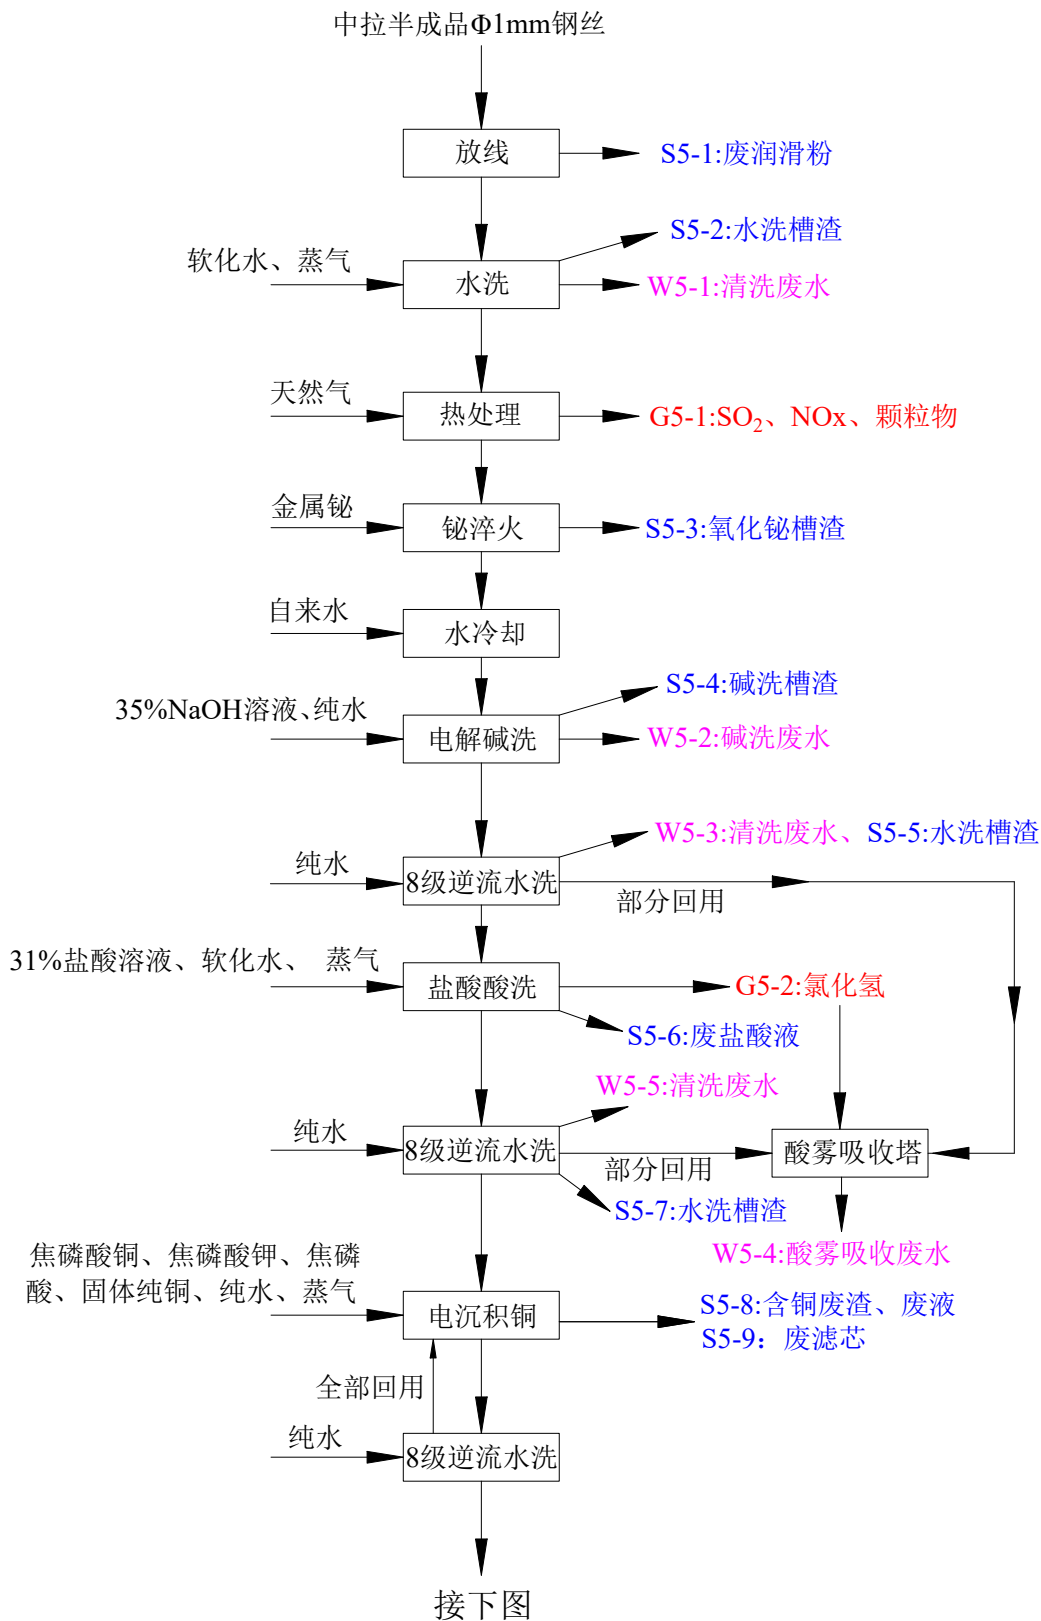 中拉半成品Φ1mm钢丝
放线
S5-1:废润滑粉
S5-2:水洗槽渣
软化水、蒸气
水洗
W5-1:清洗废水
天然气
热处理
G5-1:SO₂、NOx、颗粒物
金属铋
铋淬火
S5-3:氧化铋槽渣
自来水
水冷却
S5-4:碱洗槽渣
35%NaOH溶液、纯水
电解碱洗
W5-2:碱洗废水
W5-3:清洗废水、S5-5:水洗槽渣
纯水
8级逆流水洗
部分回用
31%盐酸溶液、软化水、 蒸气
盐酸酸洗
G5-2:氯化氢
S5-6:废盐酸液
W5-5:清洗废水
纯水
8级逆流水洗
部分回用
酸雾吸收塔
S5-7:水洗槽渣
W5-4:酸雾吸收废水
焦磷酸铜、焦磷酸钾、焦磷
酸、固体纯铜、纯水、蒸气
电沉积铜
S5-8:含铜废渣、废液
S5-9：废滤芯
全部回用
纯水
8级逆流水洗
接下图